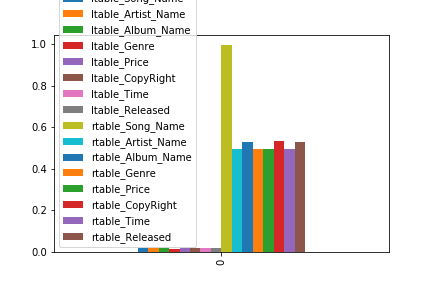 ltable_Song_Name
ltable_Artist_Name
ltable_Album_Name
ltable_Genre
ltable_Price
ltable_CopyRight
ltable_Time
ltable_Released
rtable_Song_Name
rtable_Artist_Name
rtable_Album_Name
rtable_Genre
rtable_Price
rtable_CopyRight
rtable_Time
rtable_Released
1.0
0.8
0.6
0.4
0.2
0.0
0